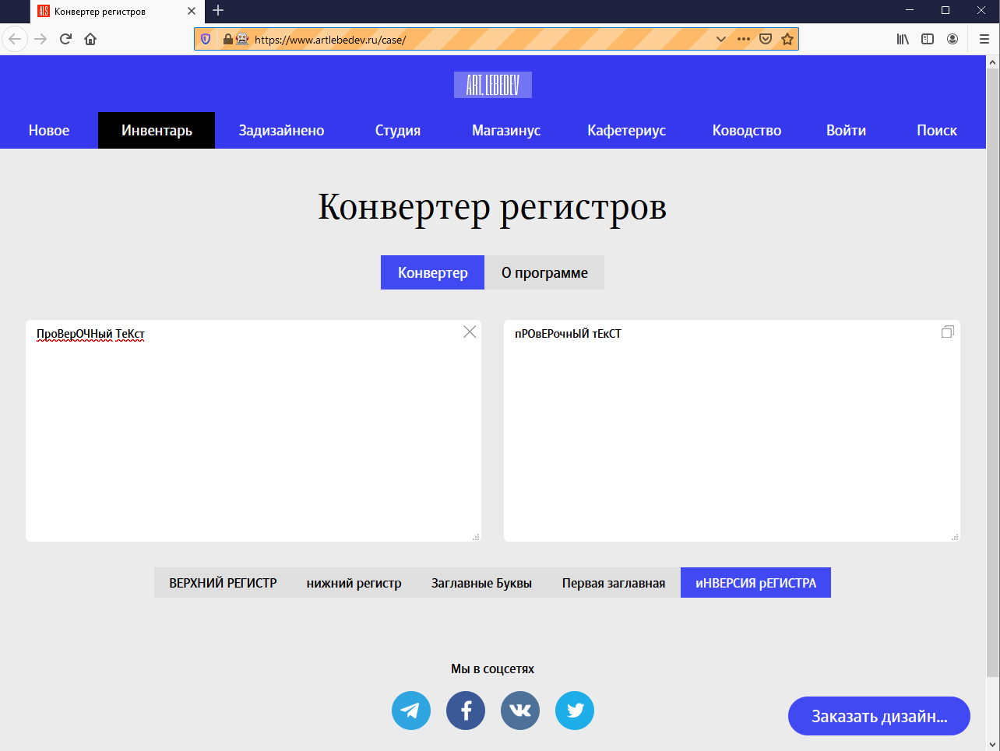 ALS Конвертер регистров
https://www.artlebedev.ru/case/
ART. LEBEDEV
Новое Инвентарь Задизайнено Студия Магазинус Кафетериус Ководство Войти Поиск
Конвертер регистров
Конвертер О программе
ПроВерОЧНый ТеКст
пРОвЕРочнЫЙ тЕкСТ
ВЕРХНИЙ РЕГИСТР нижний регистр Заглавные Буквы Первая заглавная иНВЕРСИЯ рЕГИСТРА
Мы в соцсетях
Заказать дизайн...